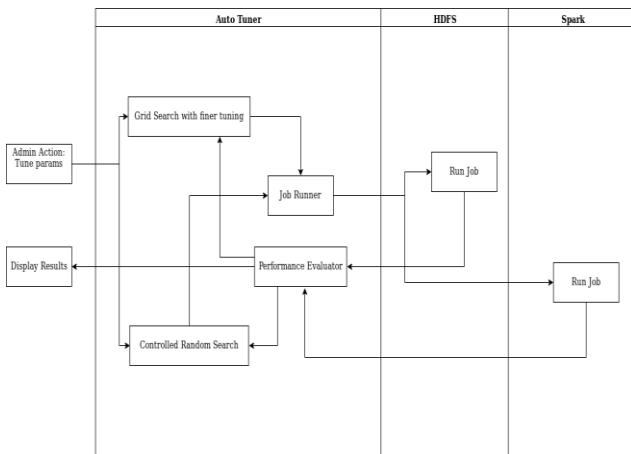 Auto Tuner
HDFS
Spark
Grid Search with finer tuning
Admin Action:
Tune params
Run Job
Job Runner
Display Results
Performance Evaluator
Run Job
Controlled Random Search